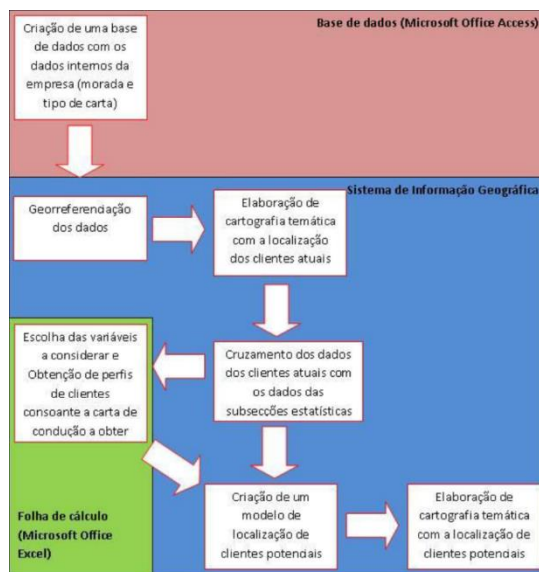 Base de dados (Microsoft Office Access)
Criação de uma base
de dados com os
dados internos da
empresa (morada e
tipo de carta)
Sistema de Informação Geográfica
Georreferenciação
dos dados
Elaboração de
cartografia temática
com a localização
dos clientes atuais
Escolha das variáveis
a considerar e
Obtenção de perfis
de clientes
consoante a carta de
condução a obter
Cruzamento dos dados
dos clientes atuais com
os dados das
subsecções estatísticas
Folha de cálculo
(Microsoft Office
Excel)
Criação de um
modelo de
localização de
clientes potenciais
Elaboração de
cartografia temática
com a localização de
clientes potenciais